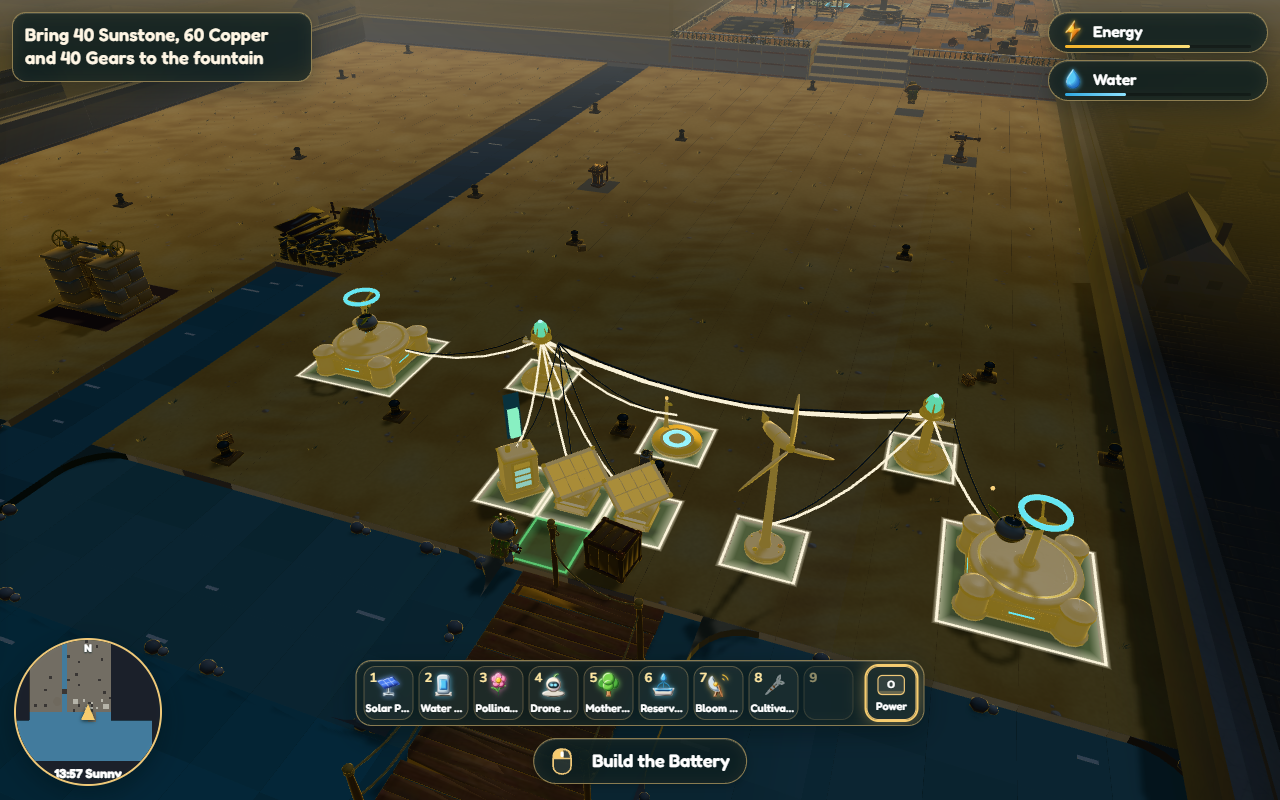 Bring 40 Sunstone, 60 Copper
and 40 Gears to the fountain
Energy
Water
N
13:57 Sunny
1 Solar P...
2 Water ...
3 Pollina...
4 Drone ...
5 Mother...
6 Reserv...
7 Bloom ...
8 Cultiva...
9
O Power
Build the Battery